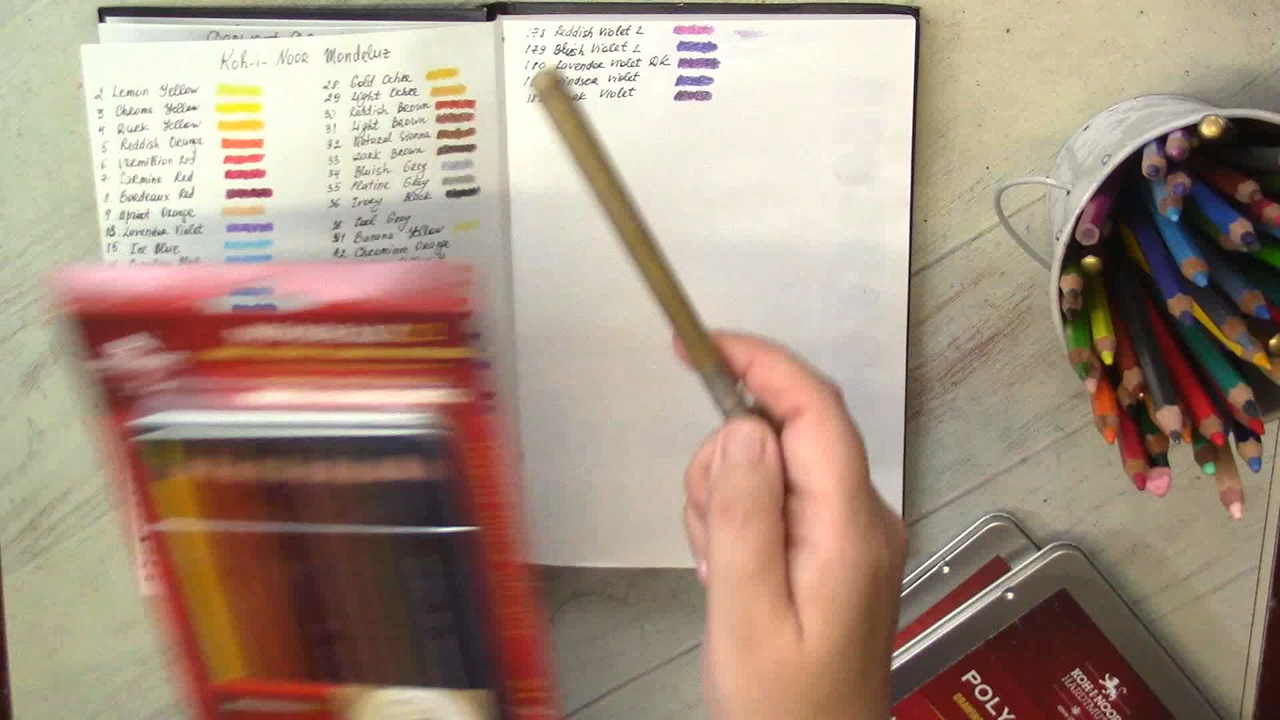 Koh-i-Noor Mondeluz
2 Lemon Yellow
3 Chrome Yellow
4 Dark Yellow
5 Reddish Orange
6 Vermillion Red
7 Carmine Red
8 Bordeaux Red
9 Apricot Orange
13 Lavender Violet
15 Ice Blue
28 Gold Ochre
29 Light Ochre
30 Reddish Brown
31 Light Brown
32 Natural Sienna
33 Dark Brown
34 Bluish Grey
35 Platine Grey
36 Ivory Black
Cool Grey
41 Banana Yellow
42 Chromium Orange
178 Reddish Violet 2
179 Bluish Violet 2
180 Lavender Violet DK
Windsor Violet
Violet
KOH-I-NOOR
HARDTMUTH
POLY